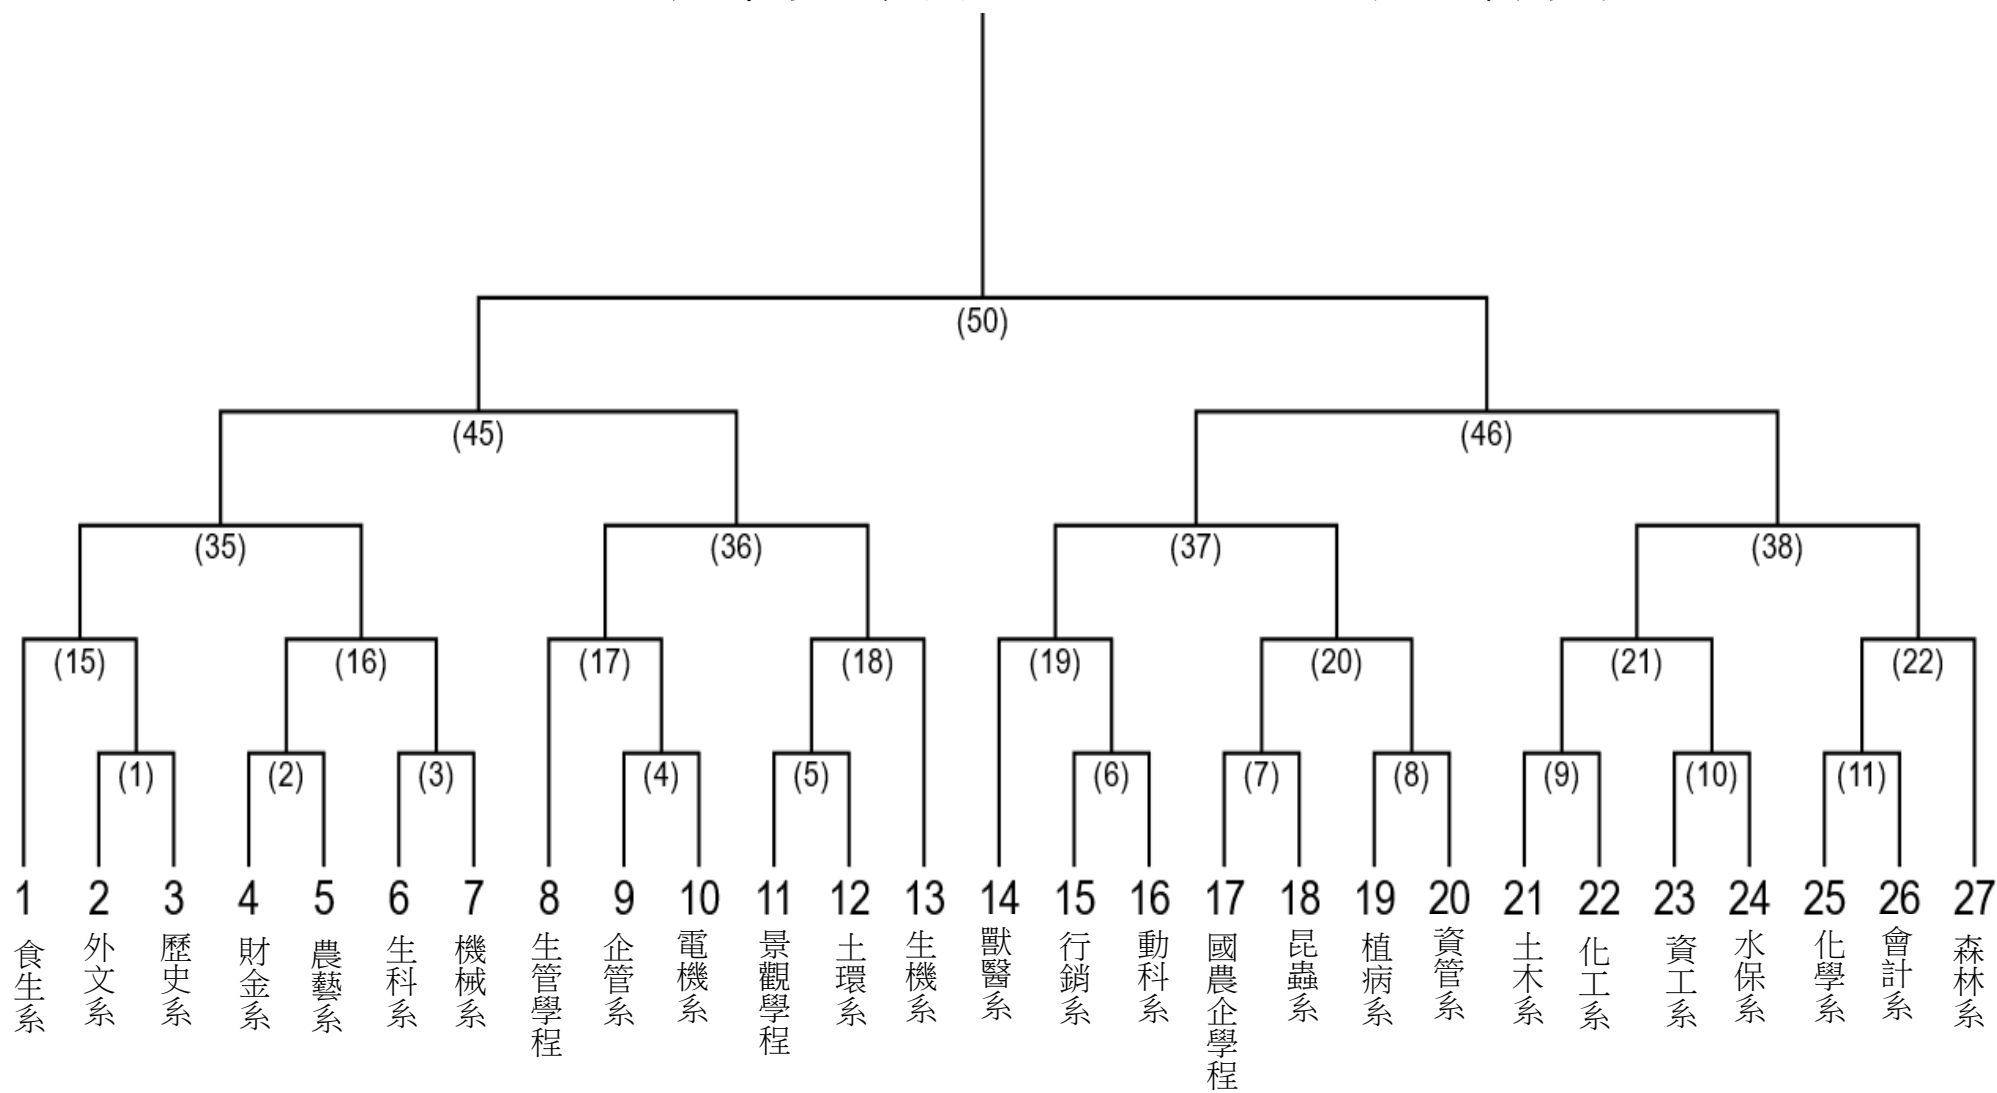 (50)
(45) (46)
(35) (36) (37) (38)
(15) (16) (17) (18) (19) (20) (21) (22)
(1) (2) (3) (4) (5) (6) (7) (8) (9) (10) (11)
1 2 3 4 5 6 7 8 9 10 11 12 13 14 15 16 17 18 19 20 21 22 23 24 25 26 27
食生系
外文系
歷史系
財金系
農藝系
生科系
機械系
生管學程
企管系
電機系
景觀學程
土環系
生機系
獸醫系
行銷系
動科系
國農企學程
昆蟲系
植病系
資管系
土木系
化工系
資工系
水保系
化學系
會計系
森林系